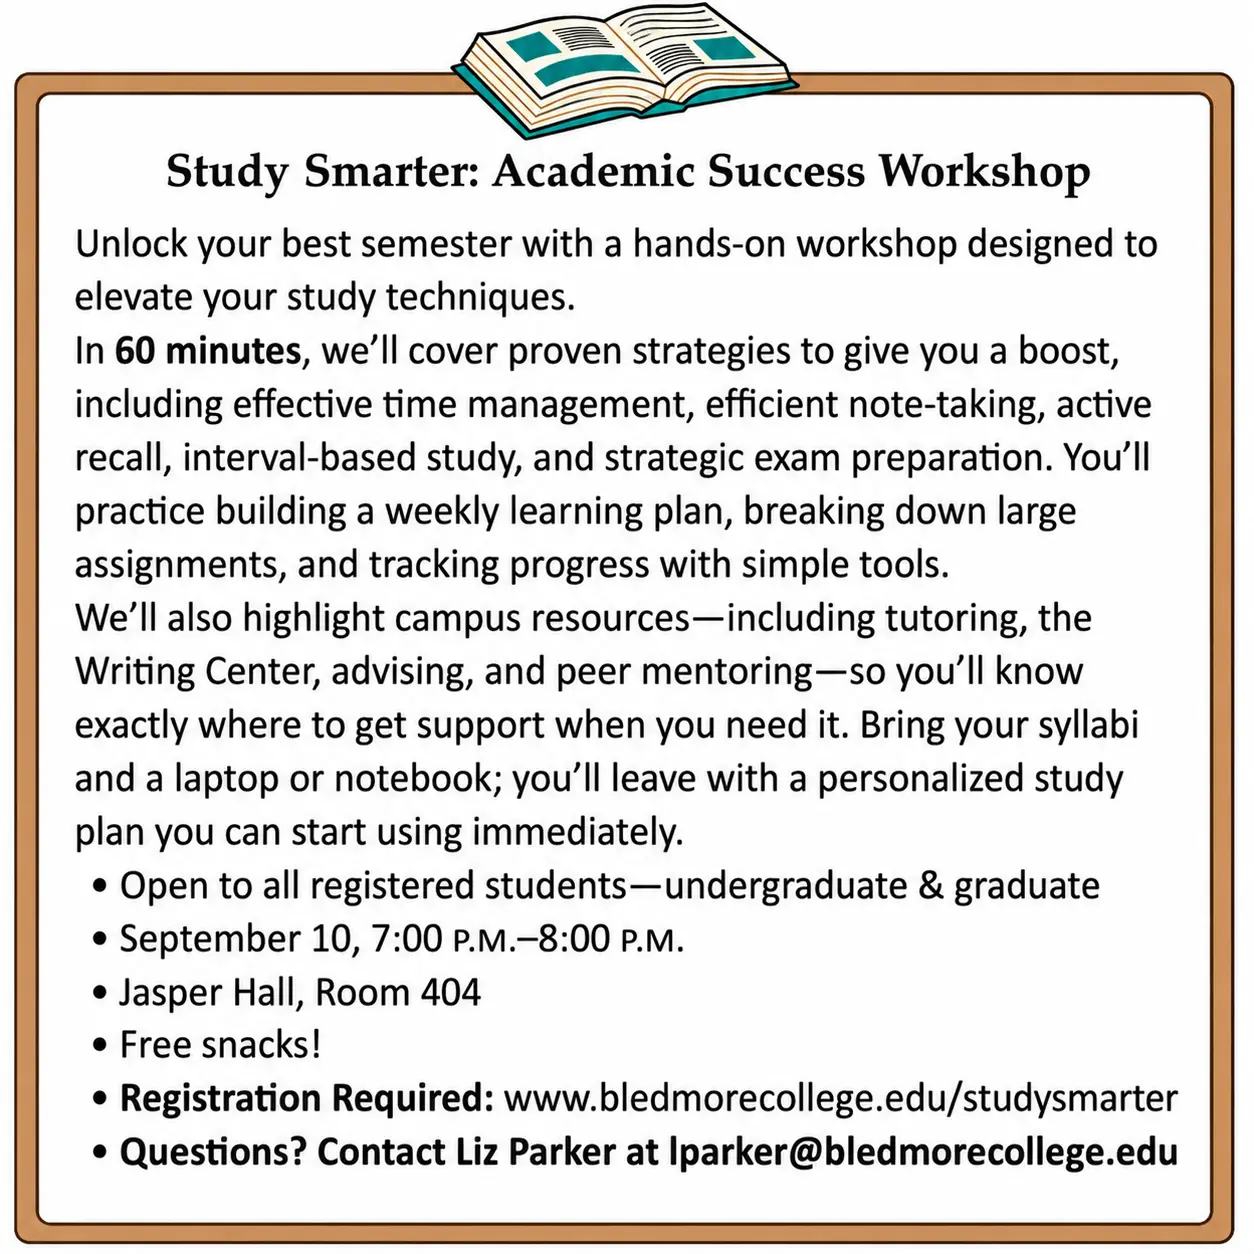 Study Smarter: Academic Success Workshop
Unlock your best semester with a hands-on workshop designed to
elevate your study techniques.
In 60 minutes, we’ll cover proven strategies to give you a boost,
including effective time management, efficient note-taking, active
recall, interval-based study, and strategic exam preparation. You’ll
practice building a weekly learning plan, breaking down large
assignments, and tracking progress with simple tools.
We’ll also highlight campus resources—including tutoring, the
Writing Center, advising, and peer mentoring—so you’ll know
exactly where to get support when you need it. Bring your syllabi
and a laptop or notebook; you’ll leave with a personalized study
plan you can start using immediately.
• Open to all registered students—undergraduate & graduate
• September 10, 7:00 P.M.–8:00 P.M.
• Jasper Hall, Room 404
• Free snacks!
• Registration Required: www.bledmorecollege.edu/studysmarter
• Questions? Contact Liz Parker at lparker@bledmorecollege.edu